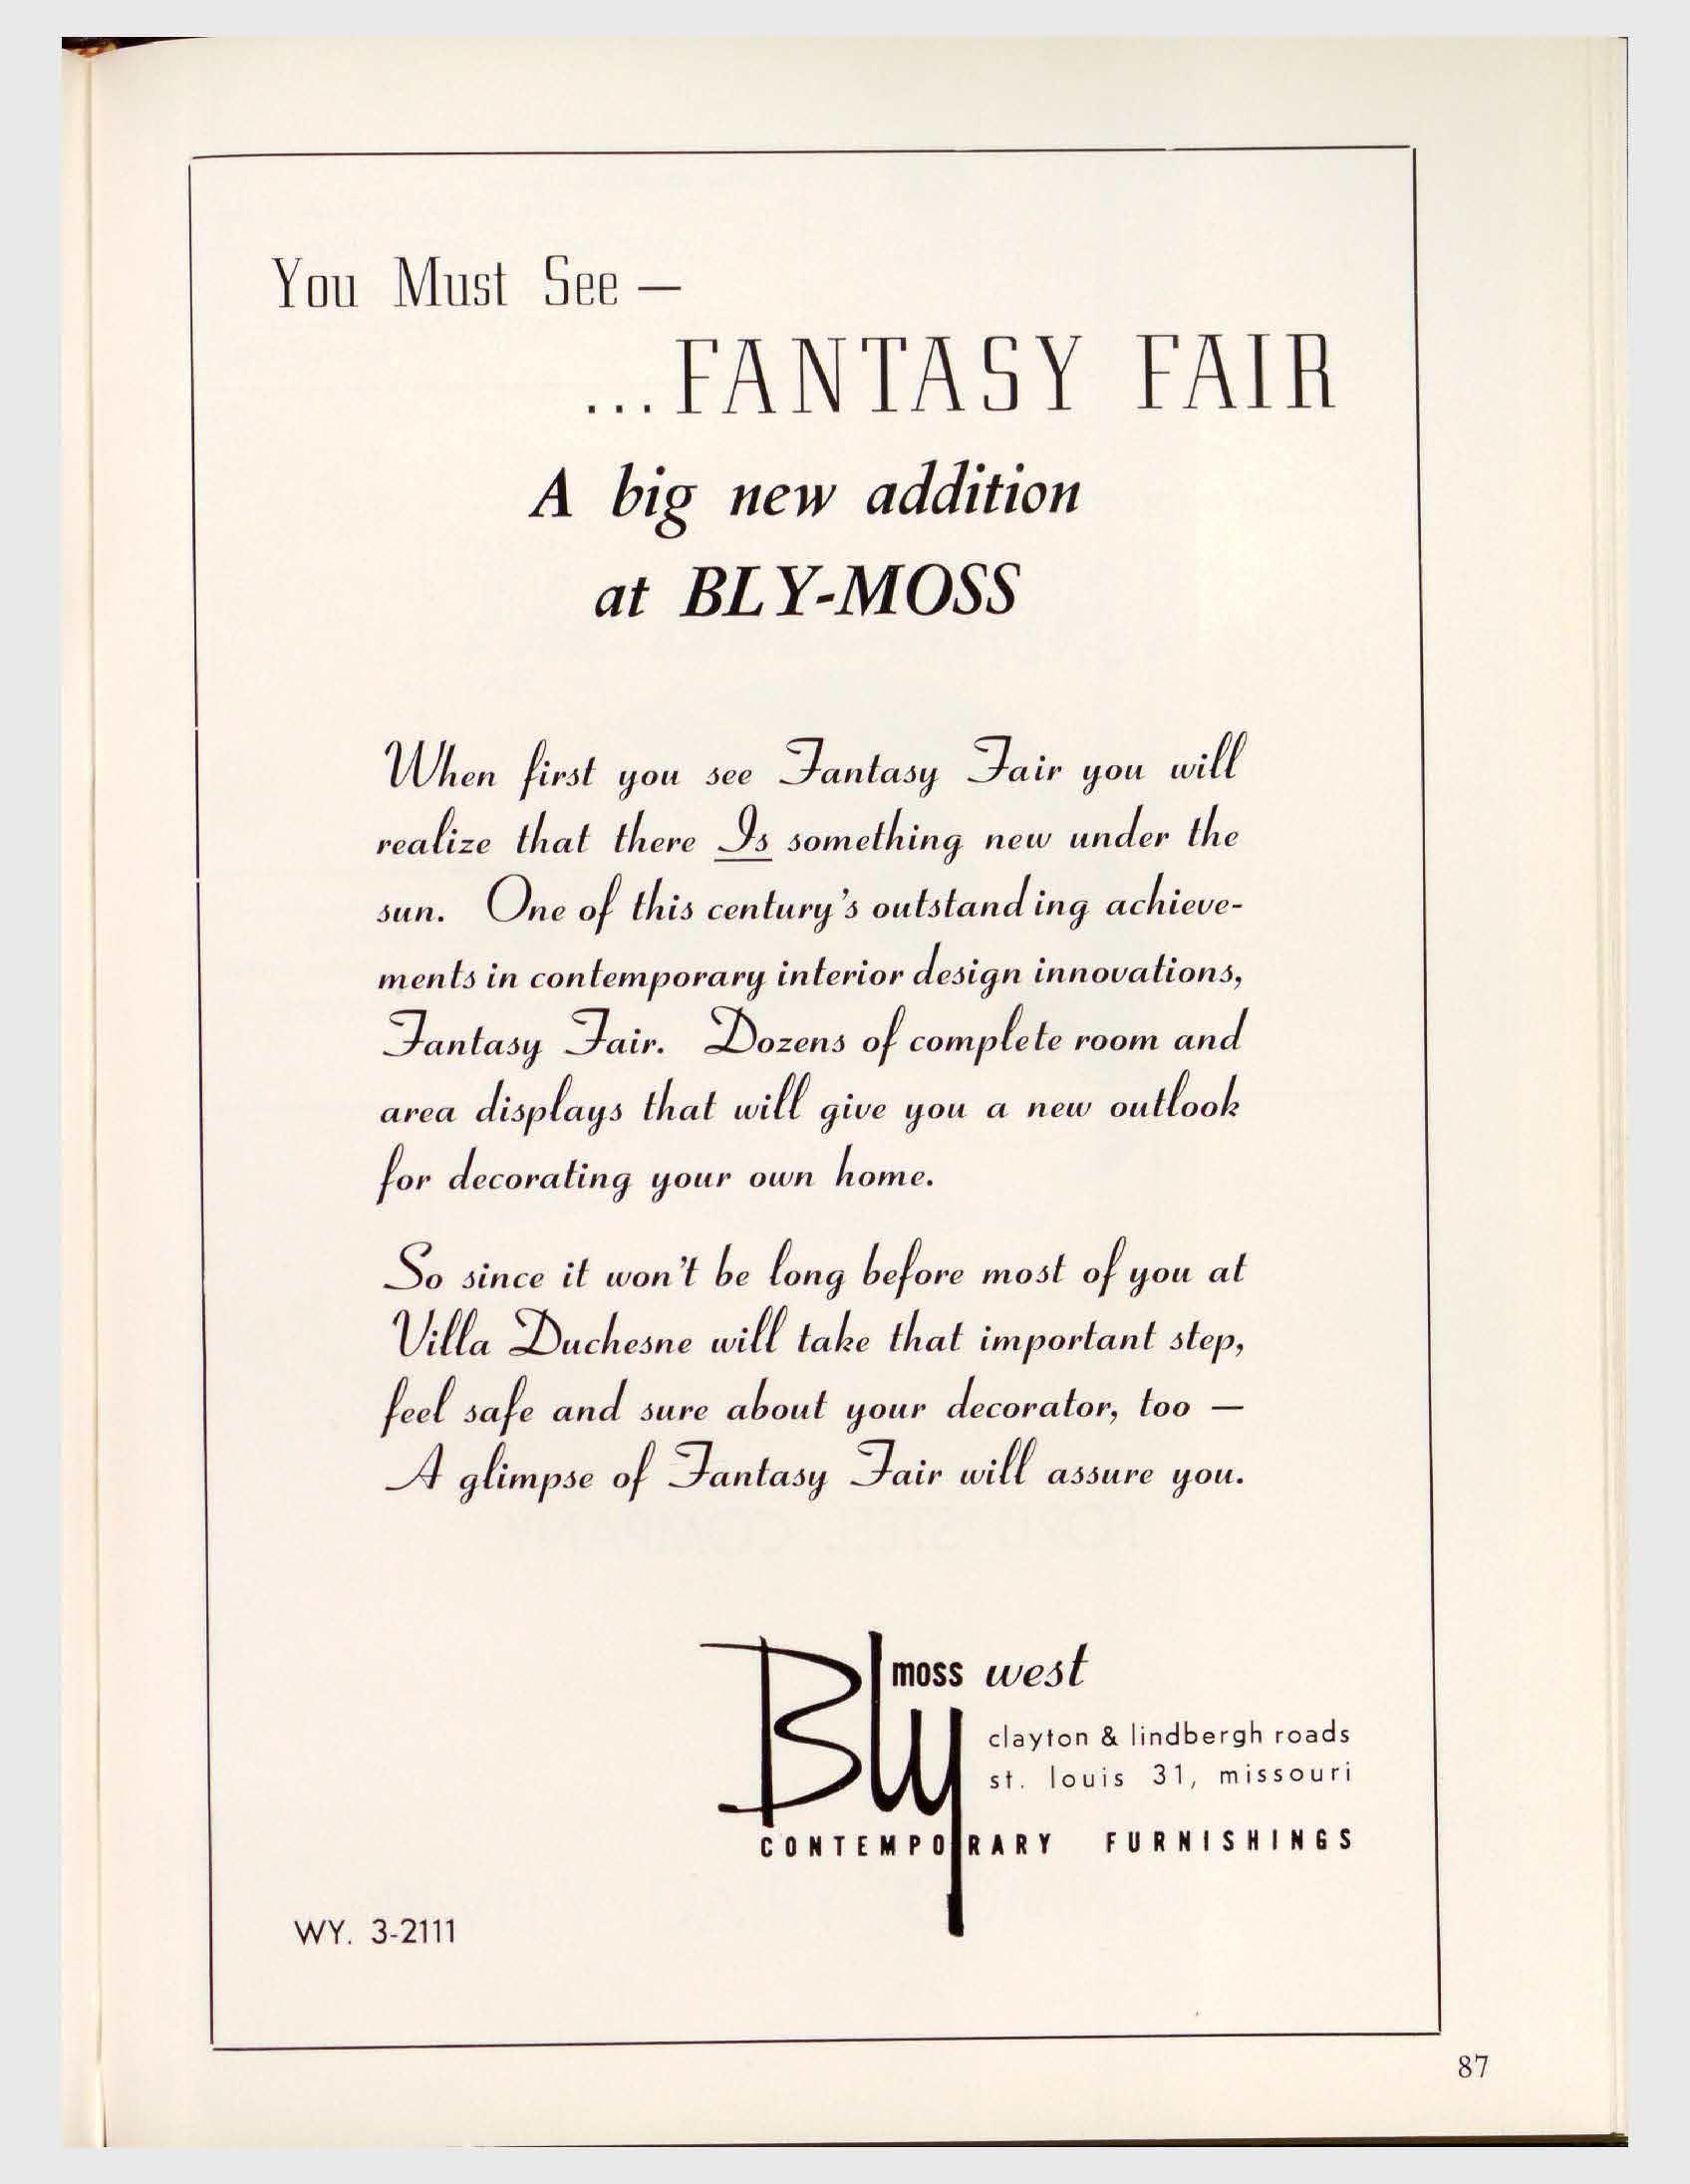 You Must See —
...FANTASY FAIR
A big new addition
at BLY-MOSS
When first you see Fantasy Fair you will
realize that there Is something new under the
sun. One of this century's outstanding achieve-
ments in contemporary interior design innovations,
Fantasy Fair. Dozens of complete room and
area displays that will give you a new outlook
for decorating your own home.
So since it won't be long before most of you at
Villa Duchesne will take that important step,
feel safe and sure about your decorator, too —
A glimpse of Fantasy Fair will assure you.
Bly moss west
clayton & lindbergh roads
st. louis 31, missouri
CONTEMPORARY FURNISHINGS
WY. 3-2111
87